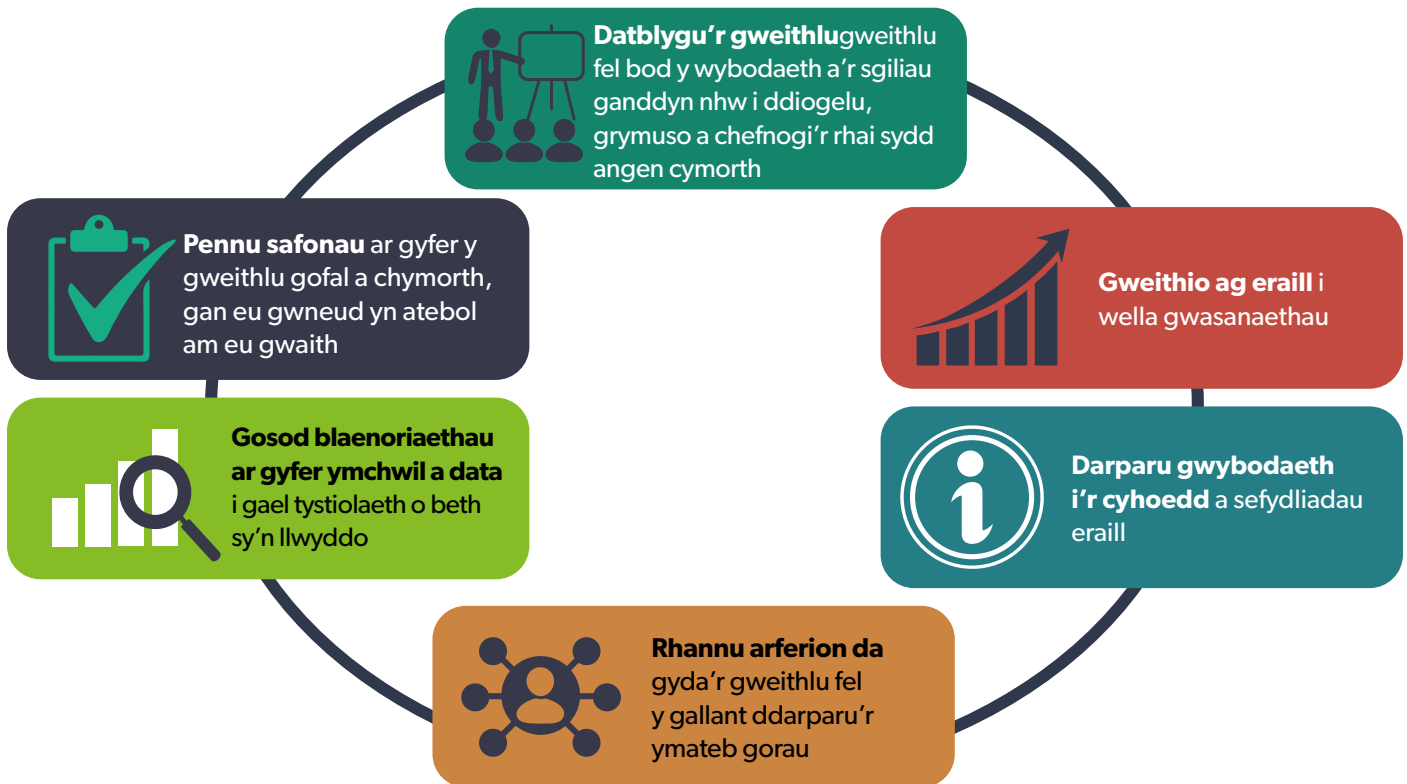 Datblygu'r gweithlugweithlu
fel bod y wybodaeth a'r sgiliau
ganddyn nhw i ddiogelu,
grymuso a chefnogi'r rhai sydd
angen cymorth
Pennu safonau ar gyfer y
gweithlu gofal a chymorth,
gan eu gwneud yn atebol
am eu gwaith
Gweithio ag eraill i
wella gwasanaethau
Gosod blaenoriaethau
ar gyfer ymchwil a data
i gael tystiolaeth o beth
sy'n llwyddo
Darparu gwybodaeth
i'r cyhoedd a sefydliadau
eraill
Rhannu arferion da
gyda'r gweithlu fel
y gallant ddarparu'r
ymateb gorau